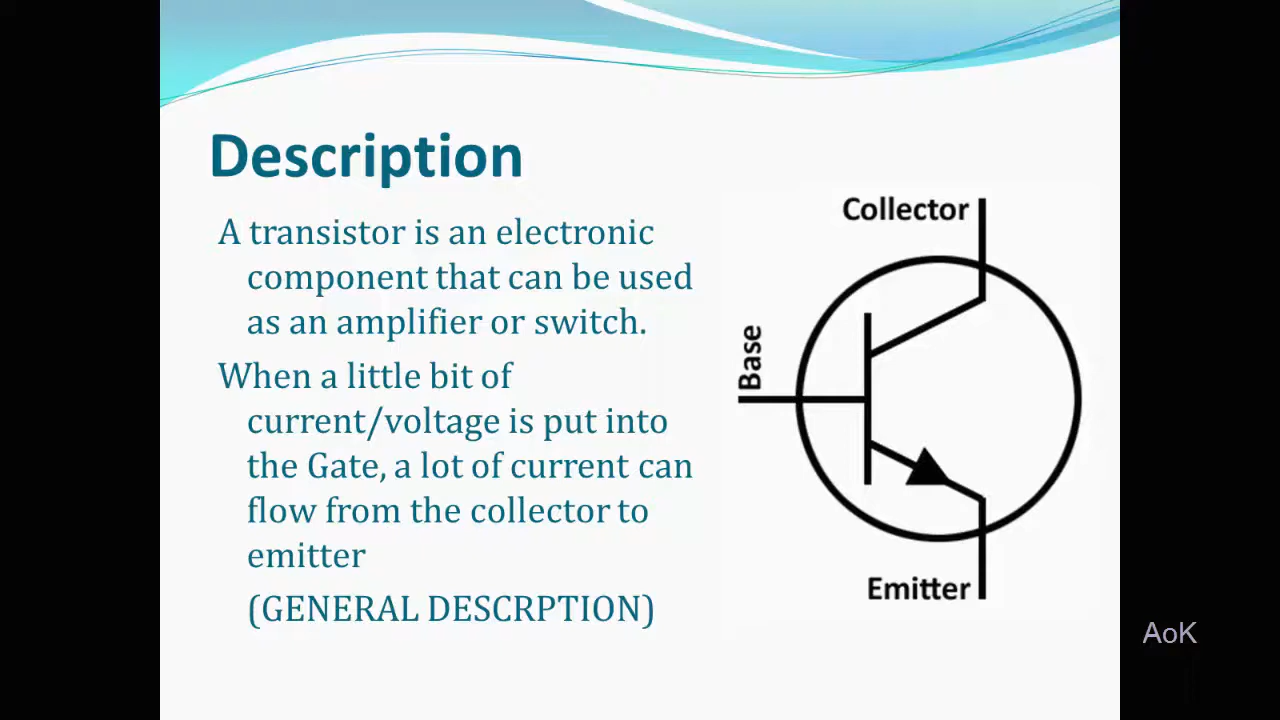 Description
A transistor is an electronic
component that can be used
as an amplifier or switch.
When a little bit of
current/voltage is put into
the Gate, a lot of current can
flow from the collector to
emitter
(GENERAL DESCRPTION)
Collector
Base
Emitter
AoK